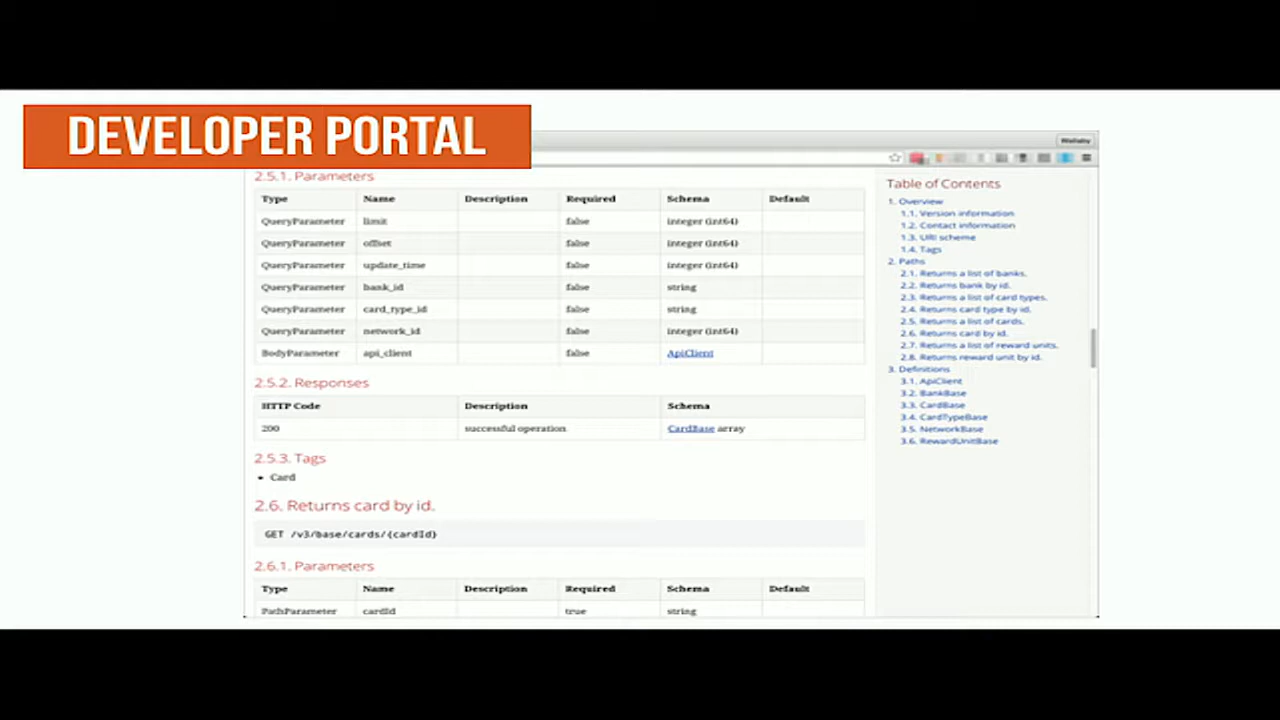 DEVELOPER PORTAL
Wallaby
2.5.1. Parameters
Type Name Description Required Schema Default
QueryParameter limit false integer (int64)
QueryParameter offset false integer (int64)
QueryParameter update_time false integer (int64)
QueryParameter bank_id false string
QueryParameter card_type_id false string
QueryParameter network_id false integer (int64)
BodyParameter api_client false ApiClient
2.5.2. Responses
HTTP Code Description Schema
200 successful operation CardBase array
2.5.3. Tags
• Card
2.6. Returns card by id.
GET /v3/base/cards/{cardId}
2.6.1. Parameters
Type Name Description Required Schema Default
PathParameter cardId true string
Table of Contents
1. Overview
1.1. Version information
1.2. Contact information
1.3. URI scheme
1.4. Tags
2. Paths
2.1. Returns a list of banks.
2.2. Returns bank by id.
2.3. Returns a list of card types.
2.4. Returns card type by id.
2.5. Returns a list of cards.
2.6. Returns card by id.
2.7. Returns a list of reward units.
2.8. Returns reward unit by id.
3. Definitions
3.1. ApiClient
3.2. BankBase
3.3. CardBase
3.4. CardTypeBase
3.5. NetworkBase
3.6. RewardUnitBase